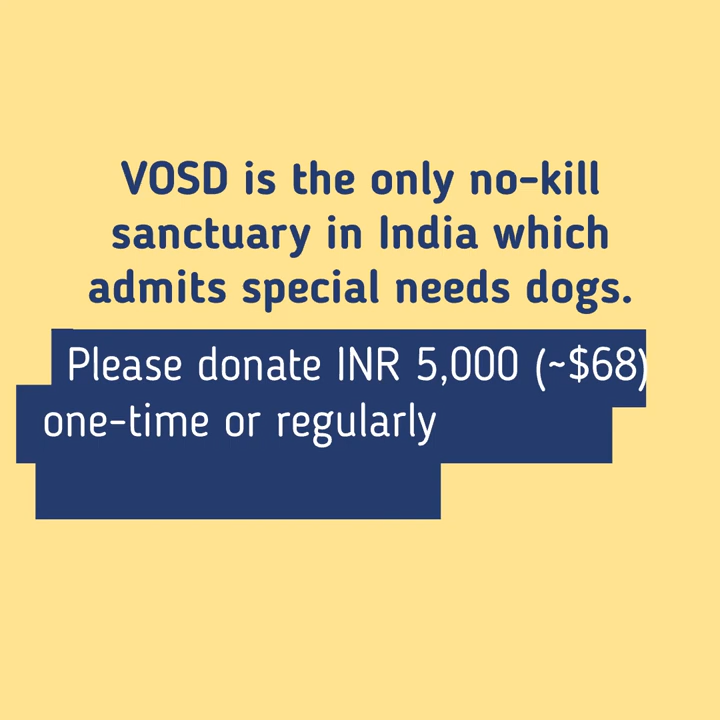 VOSD is the only no-kill
sanctuary in India which
admits special needs dogs.
Please donate INR 5,000 (~$68)
one-time or regularly